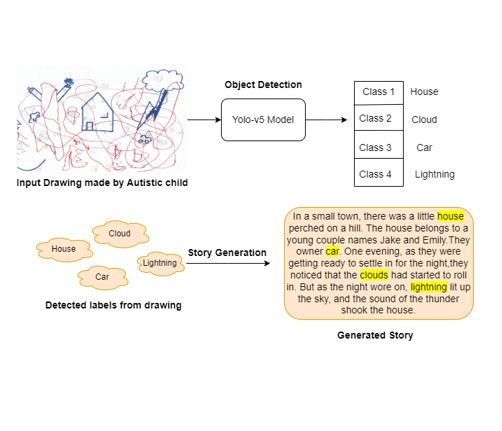 Object Detection
Yolo-v5 Model
Class 1 House
Class 2 Cloud
Class 3 Car
Class 4 Lightning
Input Drawing made by Autistic child
House
Cloud
Car
Lightning
Detected labels from drawing
Story Generation
In a small town, there was a little house
perched on a hill. The house belongs to a
young couple names Jake and Emily.They
owner car. One evening, as they were
getting ready to settle in for the night,they
noticed that the clouds had started to roll
in. But as the night wore on, lightning lit up
the sky, and the sound of the thunder
shook the house.
Generated Story